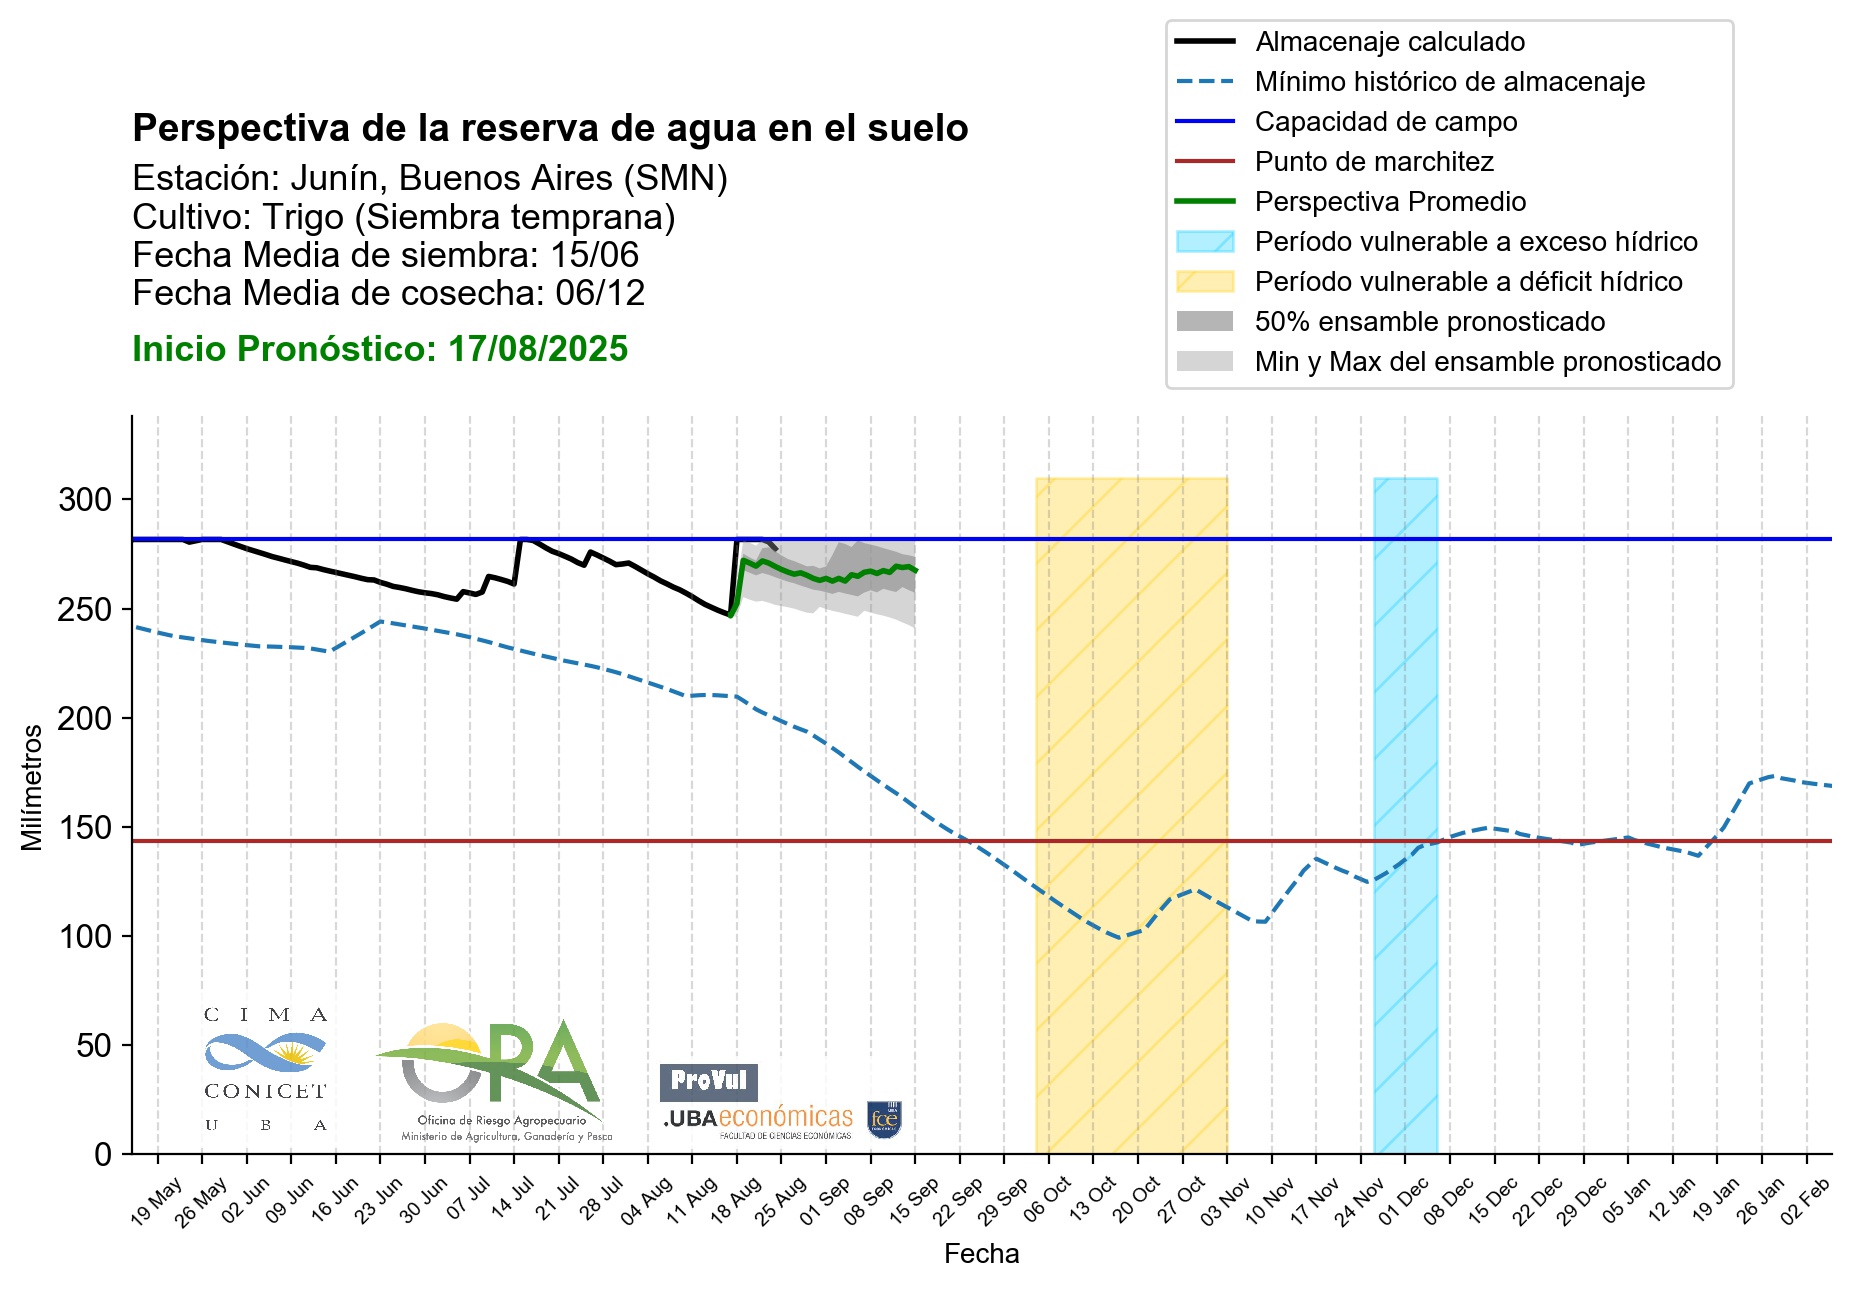 Almacenaje calculado
Mínimo histórico de almacenaje
Capacidad de campo
Punto de marchitez
Perspectiva Promedio
Período vulnerable a exceso hídrico
Período vulnerable a déficit hídrico
50% ensamble pronosticado
Min y Max del ensamble pronosticado
Perspectiva de la reserva de agua en el suelo
Estación: Junín, Buenos Aires (SMN)
Cultivo: Trigo (Siembra temprana)
Fecha Media de siembra: 15/06
Fecha Media de cosecha: 06/12
Inicio Pronóstico: 17/08/2025
Milímetros
300
250
200
150
100
50
0
CIMA
CONICET
UBA
ORA
Oficina de Riesgo Agropecuario
Ministerio de Agricultura, Ganadería y Pesca
ProVul
.UBAeconómicas
FACULTAD DE CIENCIAS ECONÓMICAS
fce
19 May
26 May
02 Jun
09 Jun
16 Jun
23 Jun
30 Jun
07 Jul
14 Jul
21 Jul
28 Jul
04 Aug
11 Aug
18 Aug
25 Aug
01 Sep
08 Sep
15 Sep
22 Sep
29 Sep
06 Oct
13 Oct
20 Oct
27 Oct
03 Nov
10 Nov
17 Nov
24 Nov
01 Dec
08 Dec
15 Dec
22 Dec
29 Dec
05 Jan
12 Jan
19 Jan
26 Jan
02 Feb
Fecha